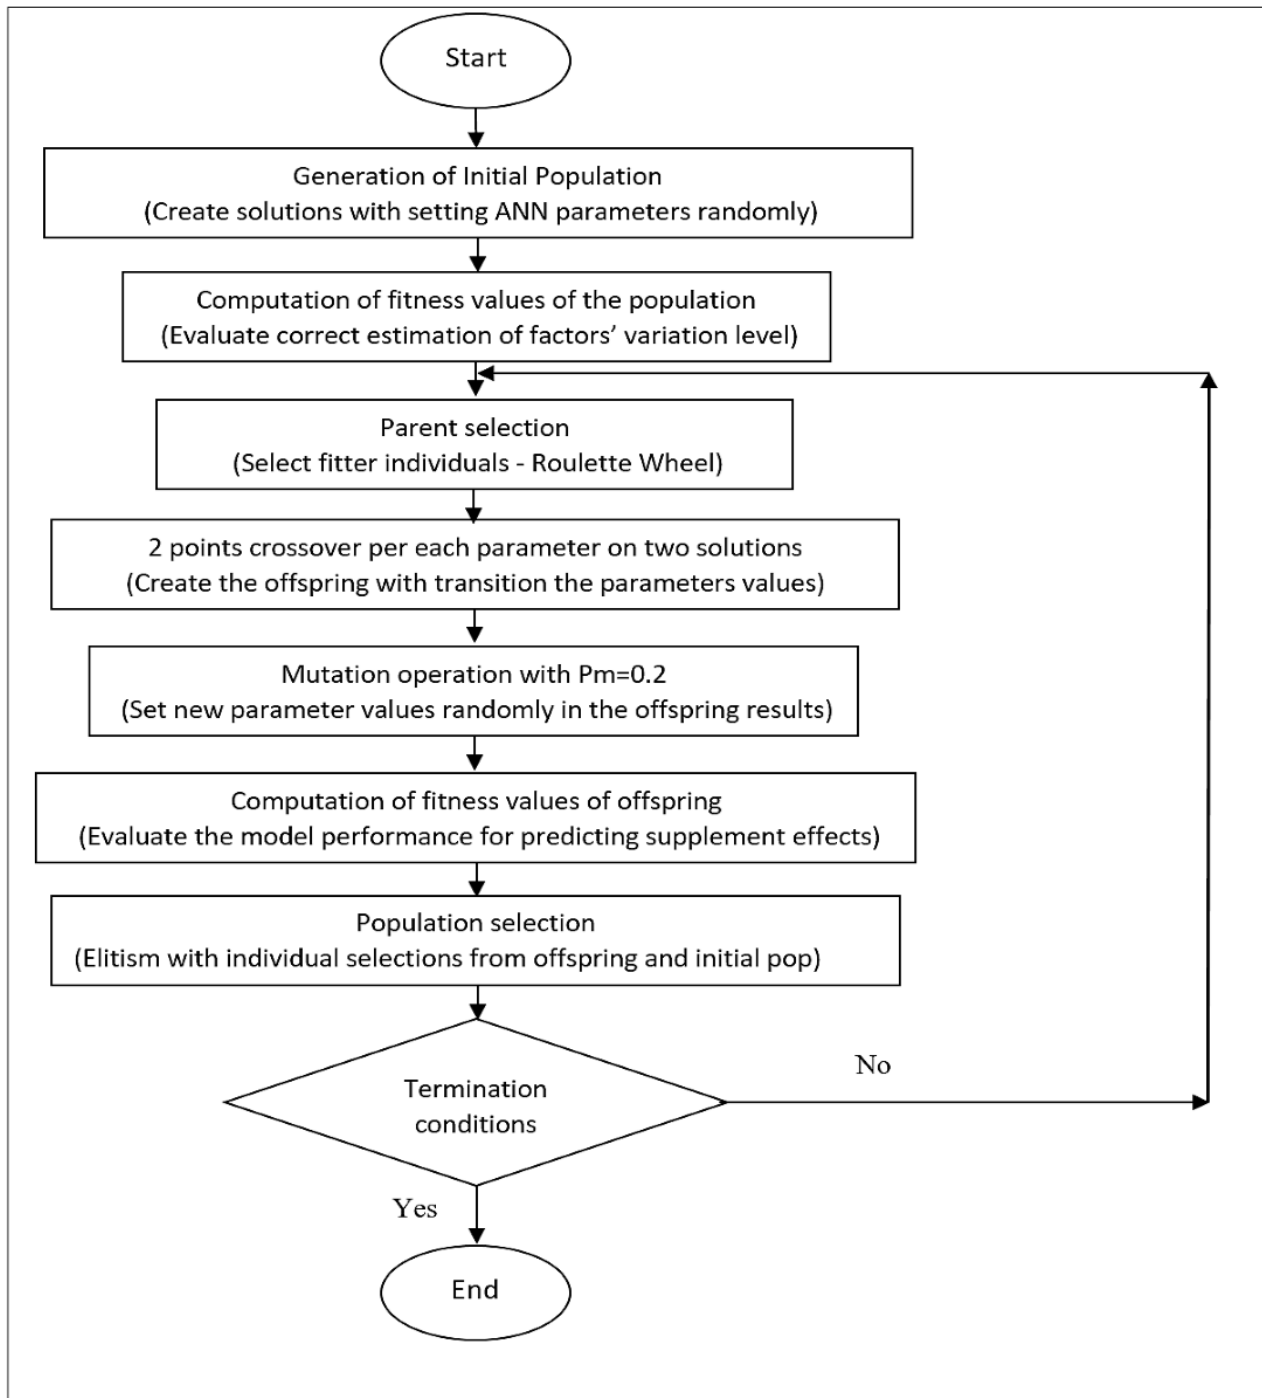 Start
Generation of Initial Population
(Create solutions with setting ANN parameters randomly)
Computation of fitness values of the population
(Evaluate correct estimation of factors’ variation level)
Parent selection
(Select fitter individuals - Roulette Wheel)
2 points crossover per each parameter on two solutions
(Create the offspring with transition the parameters values)
Mutation operation with Pm=0.2
(Set new parameter values randomly in the offspring results)
Computation of fitness values of offspring
(Evaluate the model performance for predicting supplement effects)
Population selection
(Elitism with individual selections from offspring and initial pop)
Termination
conditions
No
Yes
End